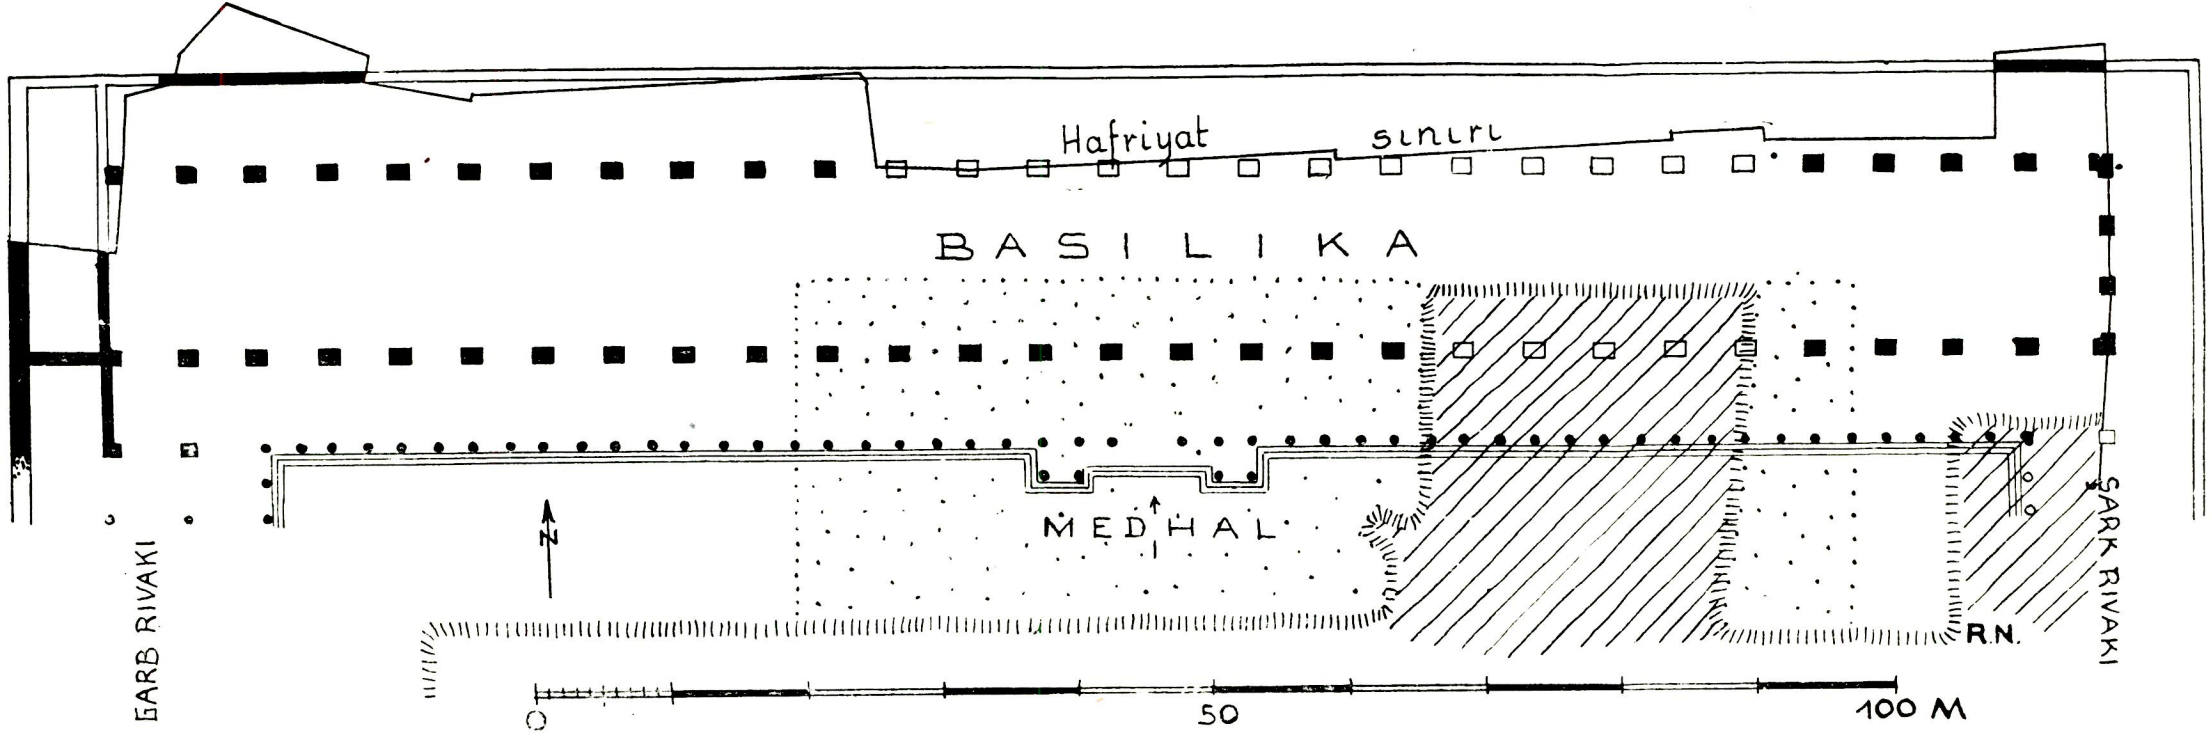 Hafriyat sınırı
BASILIKA
MEDHAL
N
GARB RIVAKI
ŞARK RIVAKI
R.N.
0 50 100 M